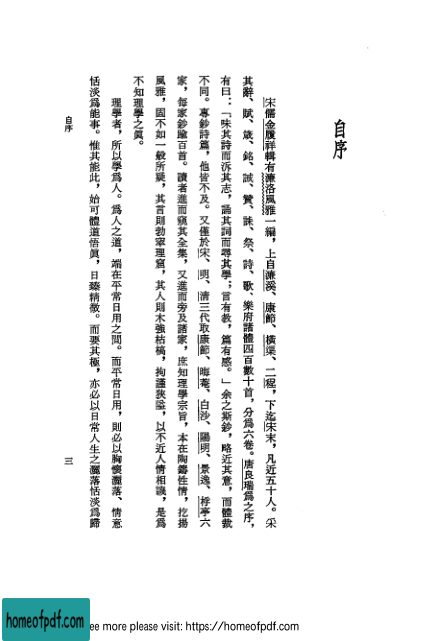 自序
宋儒金履祥輯有濂洛風雅一編，上自濂溪、康節、橫渠、二程，下迄宋末，凡近五十人。采
其辭、賦、箴、銘、誡、贊、誄、祭、詩、歌、樂府諸體四百數十首，分爲六卷。唐良瑞爲之序，
有曰：「味其詩而泝其志，誦其詞而尋其學；言有教，篇有感。」余之斯鈔，略近其意，而體裁
不同。專鈔詩篇，他皆不及。又僅於宋、明、清三代取康節、晦菴、白沙、陽明、景逸、桴亭六
家，每家鈔踰百首。讀者進而窺其全集，又進而旁及諸家，庶知理學宗旨，本在陶鑄性情，扢揚
風雅，固不如一般所疑，其言則勃窣理窟，其人則木強枯槁，拘謹狹隘，以不近人情相譏，是爲
不知理學之眞。
理學者，所以學爲人。爲人之道，端在平常日用之間。而平常日用，則必以胸懷灑落、情意
恬淡爲能事。惟其能此，始可體道悟眞，日臻精微。而要其極，亦必以日常人生之灑落恬淡爲歸
自序
三
homeofpdf.com
ee more please visit: https://homeofpdf.com